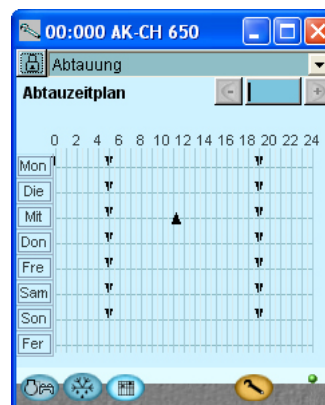 00:000 AK-CH 650
Abtauung
Abtauzeitplan
0 2 4 6 8 10 12 14 16 18 20 22 24
Mon
Die
Mit
Don
Fre
Sam
Son
Fer